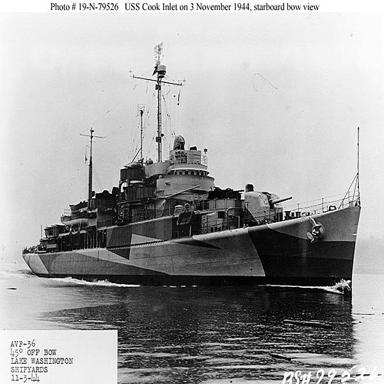 Photo # 19-N-79526 USS Cook Inlet on 3 November 1944, starboard bow view
AVP-36
45° OFF BOW
LAKE WASHINGTON
SHIPYARDS
11-3-44